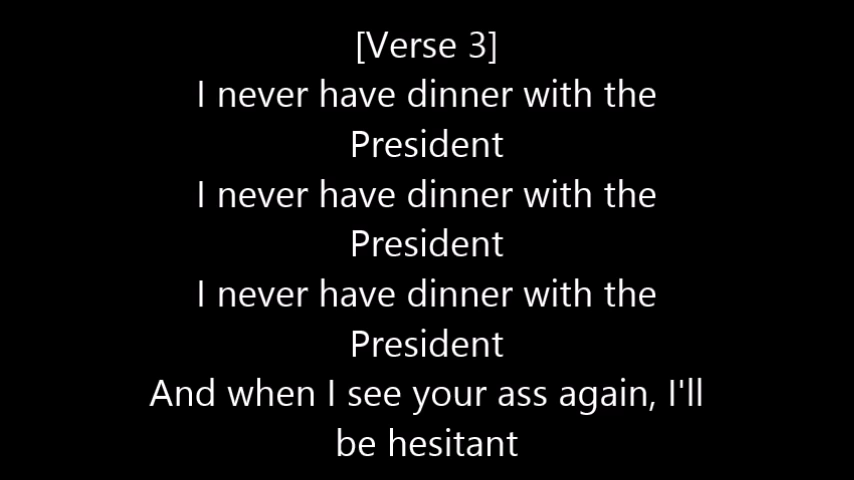 [Verse 3]
I never have dinner with the
President
I never have dinner with the
President
I never have dinner with the
President
And when I see your ass again, I'll
be hesitant